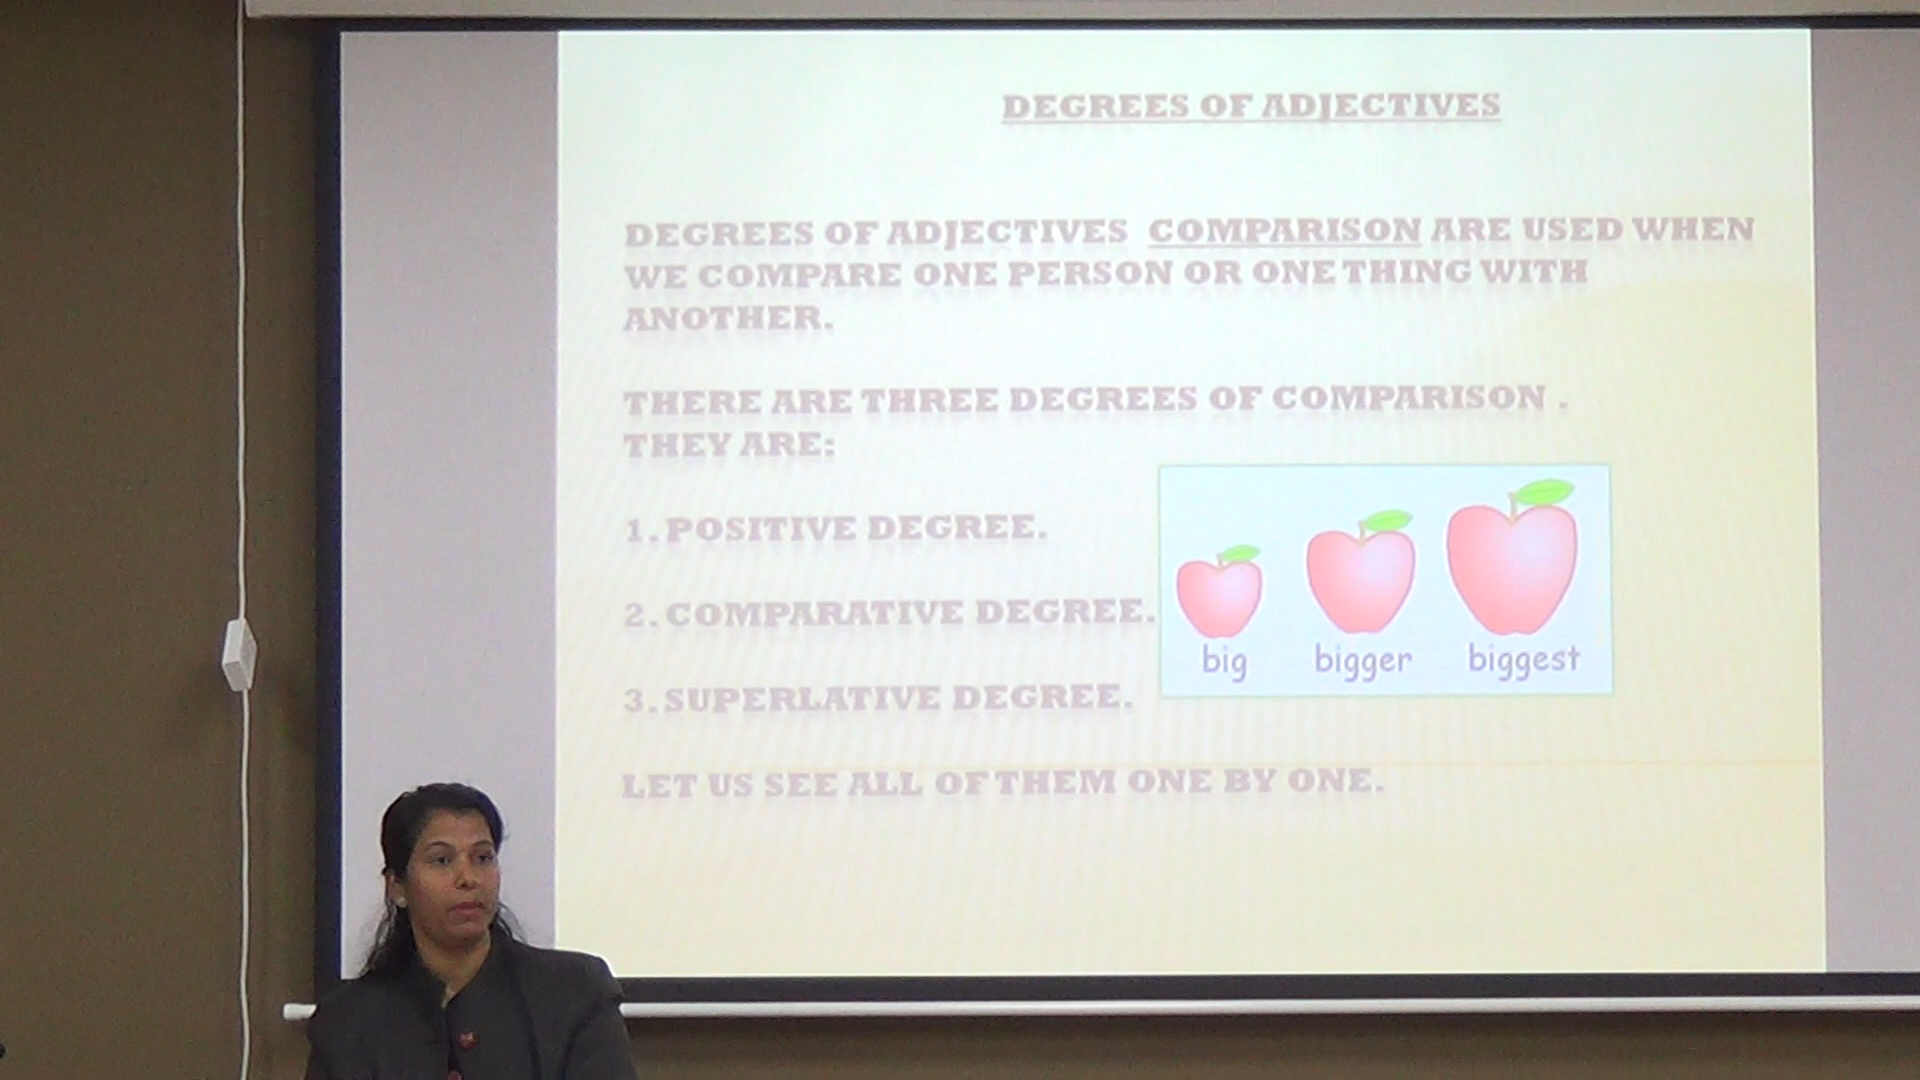 DEGREES OF ADJECTIVES
DEGREES OF ADJECTIVES COMPARISON ARE USED WHEN
WE COMPARE ONE PERSON OR ONE THING WITH
ANOTHER.
THERE ARE THREE DEGREES OF COMPARISON .
THEY ARE:
1. POSITIVE DEGREE.
2. COMPARATIVE DEGREE.
3. SUPERLATIVE DEGREE.
big bigger biggest
LET US SEE ALL OF THEM ONE BY ONE.